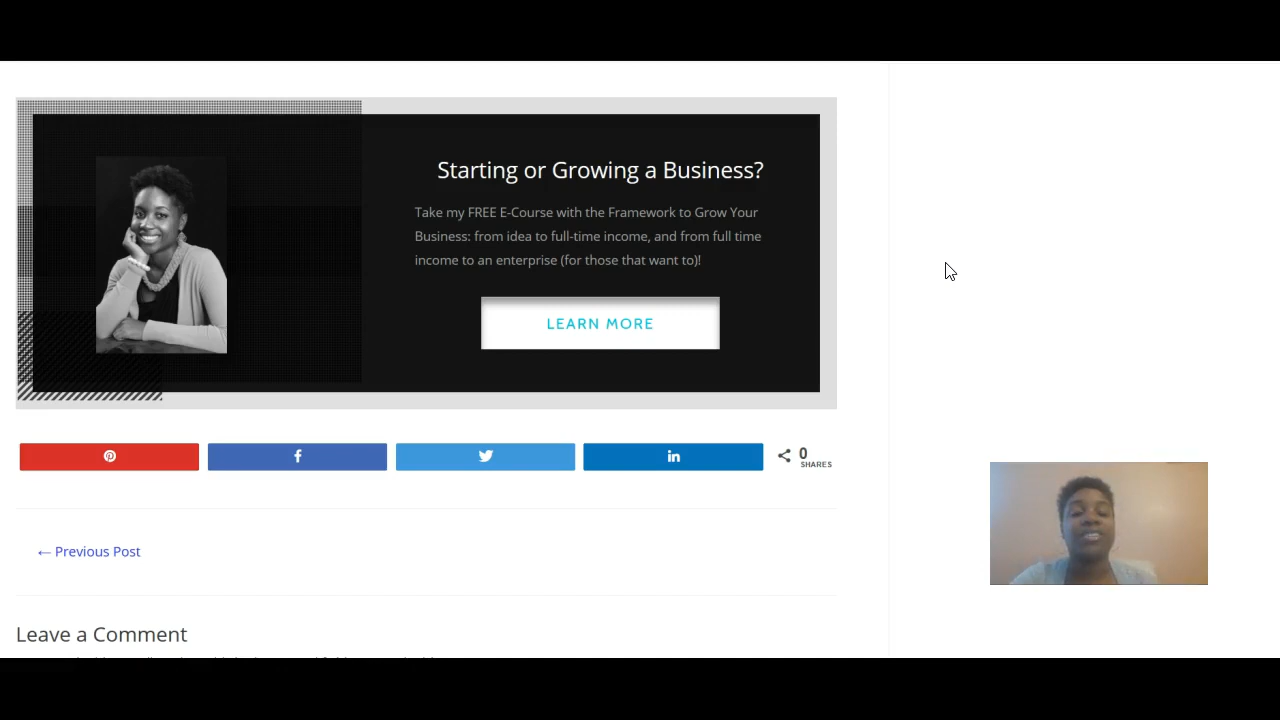 Starting or Growing a Business?
Take my FREE E-Course with the Framework to Grow Your
Business: from idea to full-time income, and from full time
income to an enterprise (for those that want to)!
LEARN MORE
0
SHARES
← Previous Post
Leave a Comment